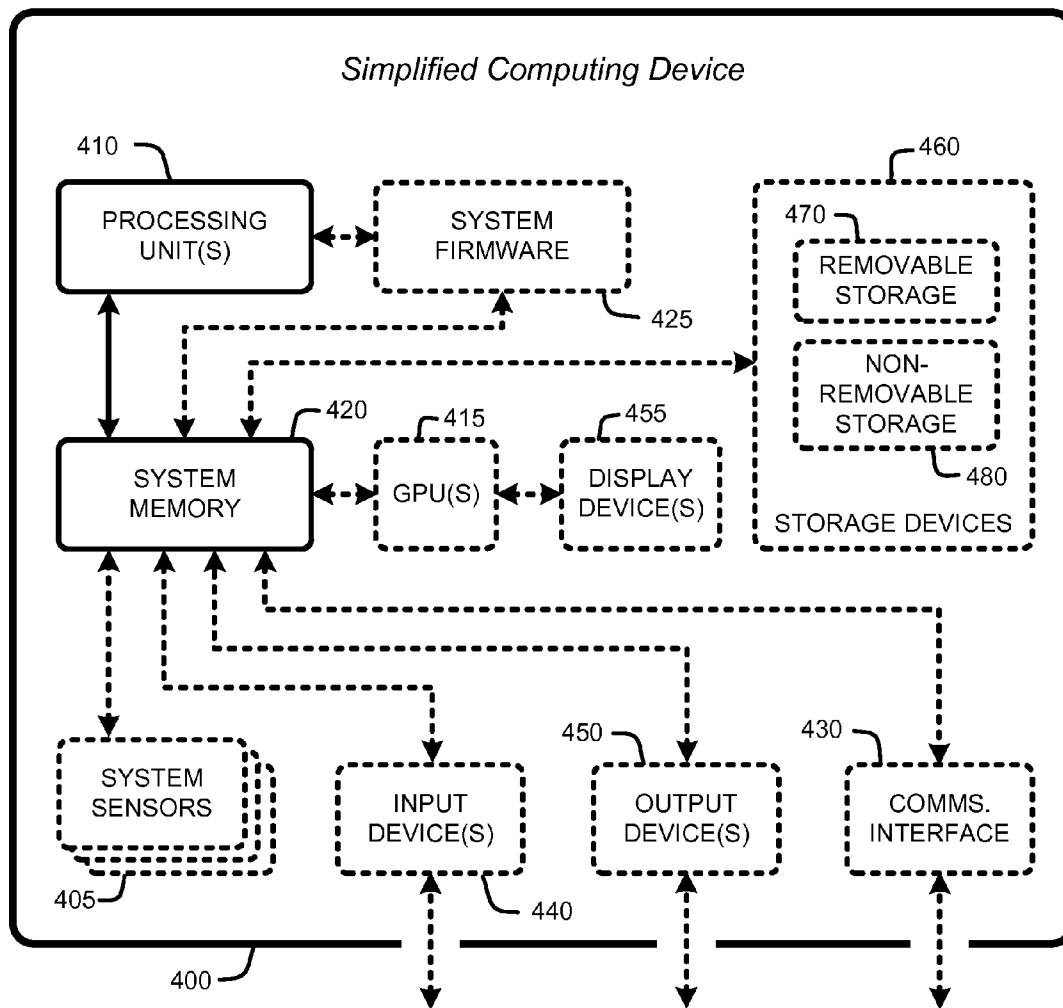 Simplified Computing Device
410
PROCESSING
UNIT(S)
SYSTEM
FIRMWARE
425
460
470
REMOVABLE
STORAGE
NON-
REMOVABLE
STORAGE
480
STORAGE DEVICES
420
SYSTEM
MEMORY
415
GPU(S)
455
DISPLAY
DEVICE(S)
SYSTEM
SENSORS
405
INPUT
DEVICE(S)
440
450
OUTPUT
DEVICE(S)
430
COMMS.
INTERFACE
400